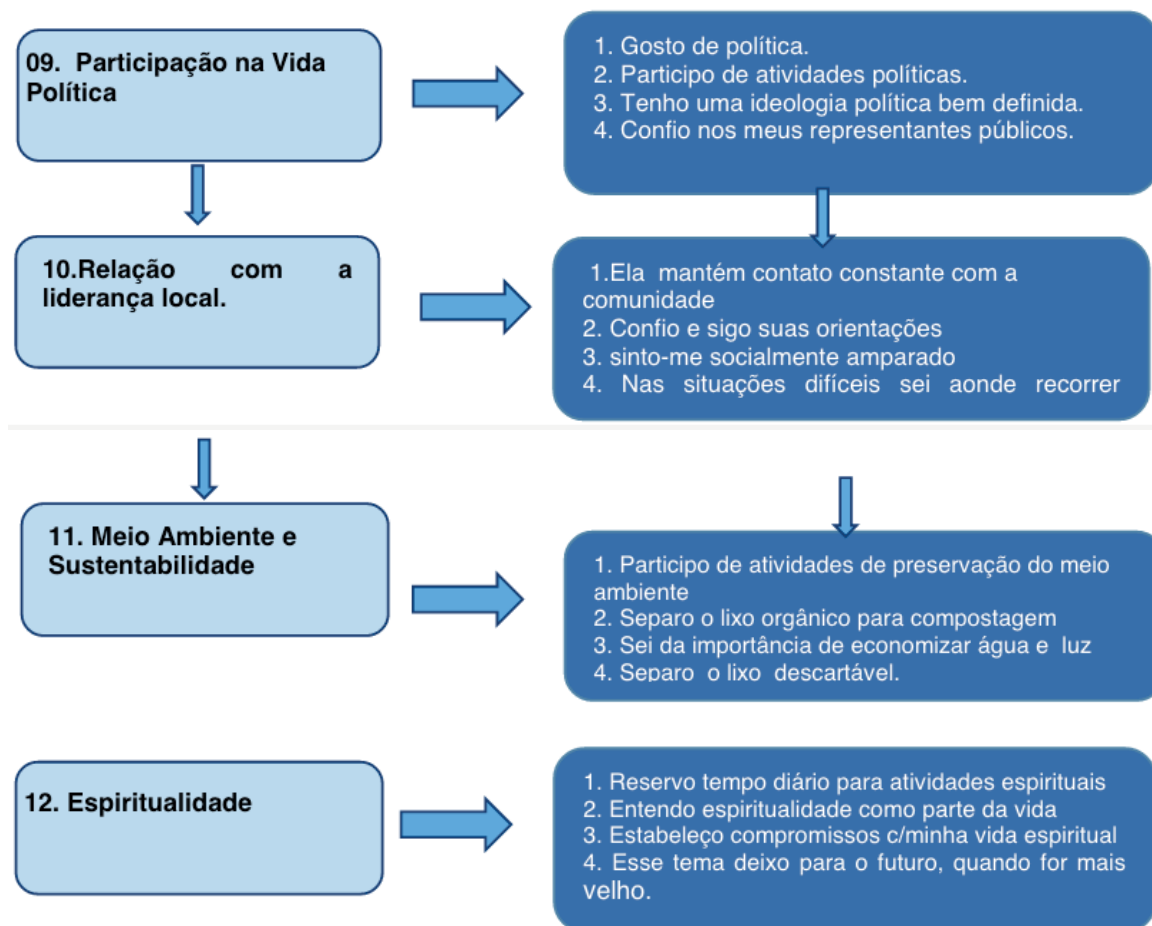 09. Participação na Vida
Política
1. Gosto de política.
2. Participo de atividades políticas.
3. Tenho uma ideologia política bem definida.
4. Confio nos meus representantes públicos.
10.Relação com a
liderança local.
1.Ela mantém contato constante com a
comunidade
2. Confio e sigo suas orientações
3. sinto-me socialmente amparado
4. Nas situações difíceis sei aonde recorrer
11. Meio Ambiente e
Sustentabilidade
1. Participo de atividades de preservação do meio
ambiente
2. Separo o lixo orgânico para compostagem
3. Sei da importância de economizar água e luz
4. Separo o lixo descartável.
12. Espiritualidade
1. Reservo tempo diário para atividades espirituais
2. Entendo espiritualidade como parte da vida
3. Estabeleço compromissos c/minha vida espiritual
4. Esse tema deixo para o futuro, quando for mais
velho.